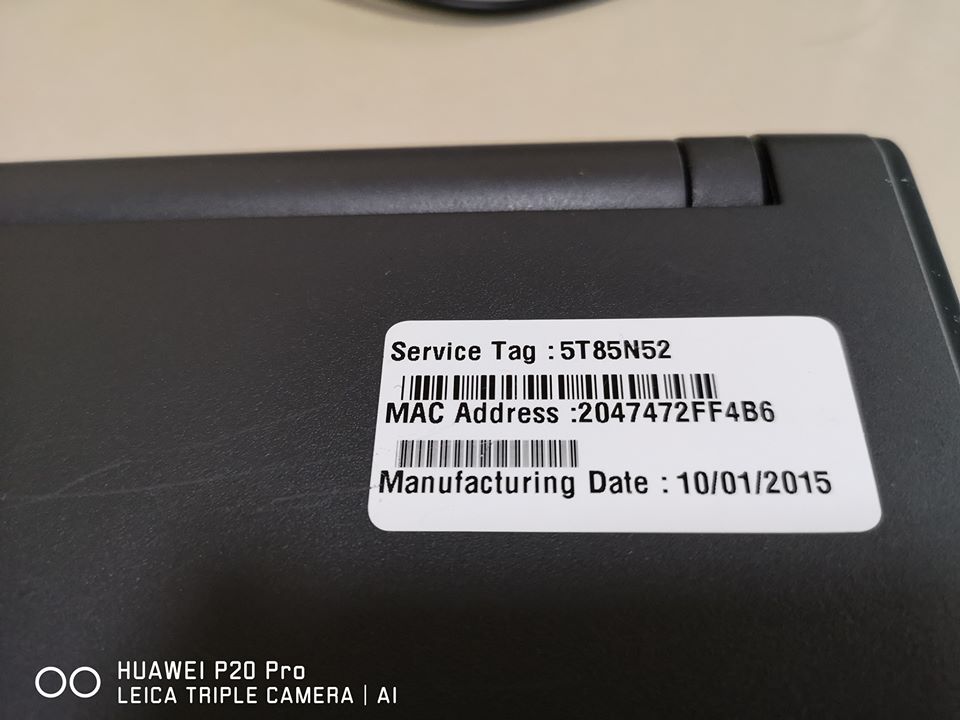 Service Tag : 5T85N52
MAC Address :2047472FF4B6
Manufacturing Date : 10/01/2015
HUAWEI P20 Pro
LEICA TRIPLE CAMERA | AI